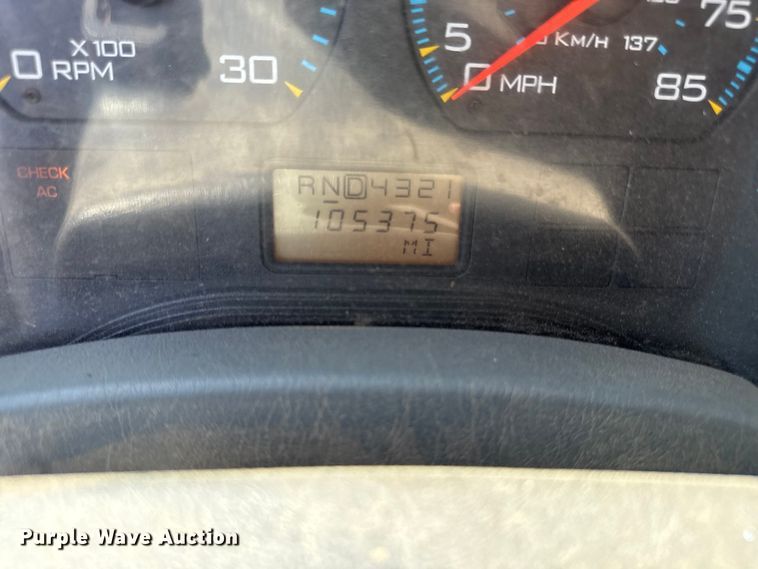 75
5 KM/H 137
0 X100 RPM 30
0 MPH 85
CHECK
AC
RND4321
105375
MI
Purple Wave Auction